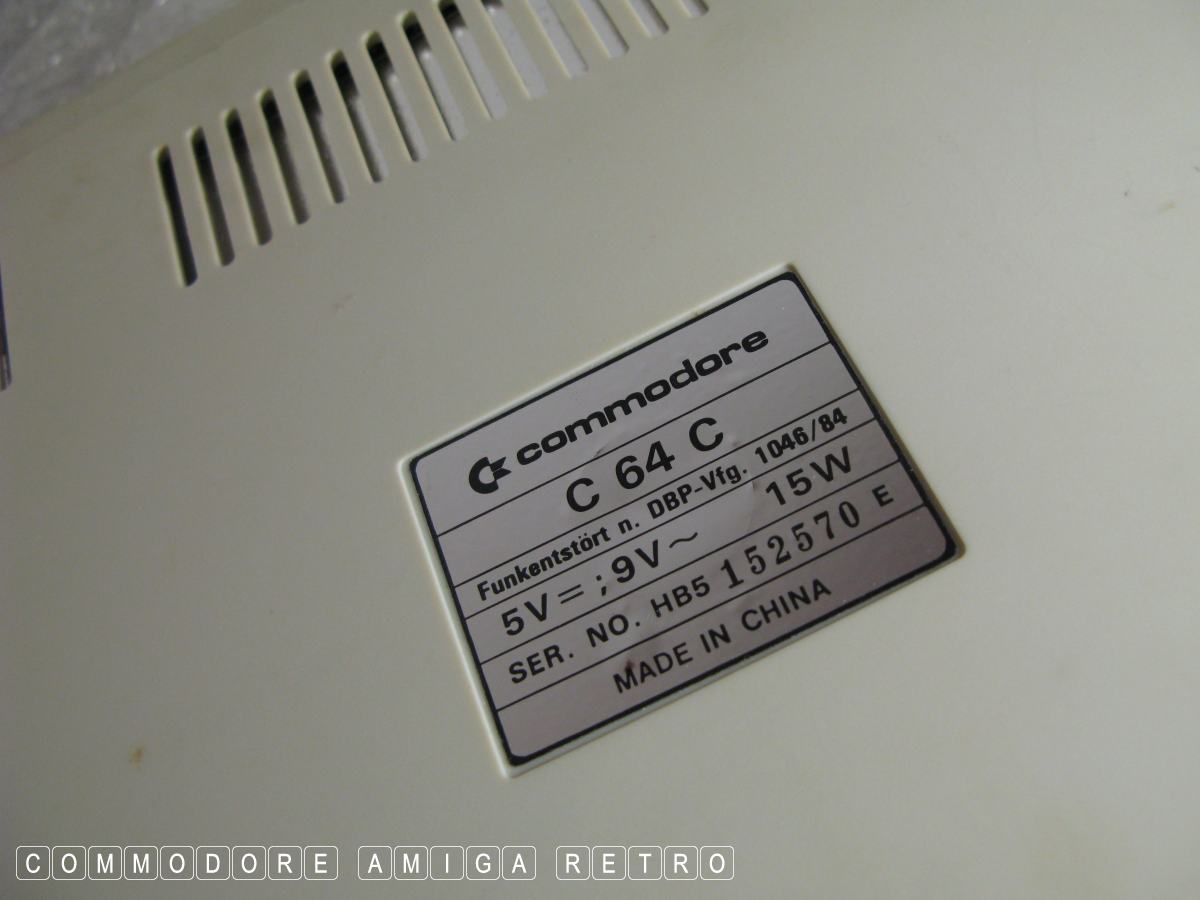 commodore
C 64 C
Funkentstört n. DBP-Vfg. 1046/84
5V= ; 9V~ 15W
SER. NO. HB5 152570 E
MADE IN CHINA
COMMODORE AMIGA RETRO